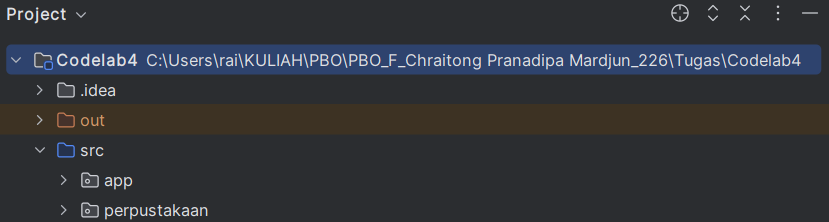 Project
Codelab4 C:\Users\rai\KULIAH\PBO\PBO_F_Chraitong Pranadipa Mardjun_226\Tugas\Codelab4
.idea
out
src
app
perpustakaan